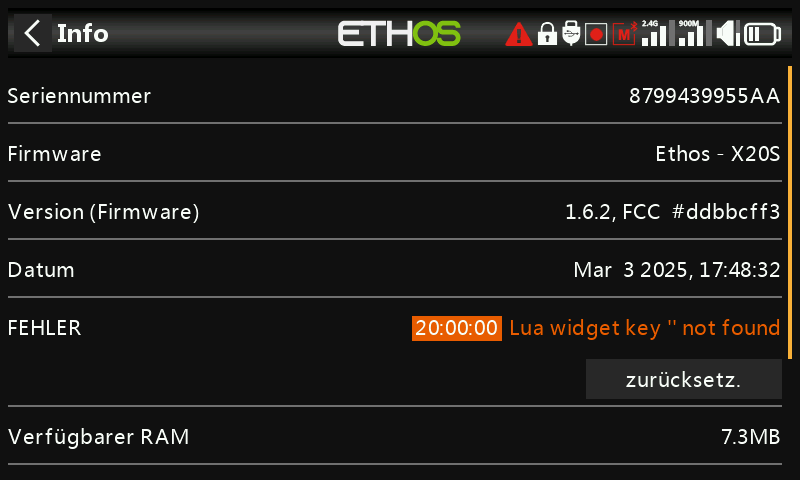 Info
ETHOS
M
2.4G
900M
Seriennummer 8799439955AA
Firmware Ethos - X20S
Version (Firmware) 1.6.2, FCC #ddbbcff3
Datum Mar 3 2025, 17:48:32
FEHLER 20:00:00 Lua widget key '' not found
zurücksetz.
Verfügbarer RAM 7.3MB